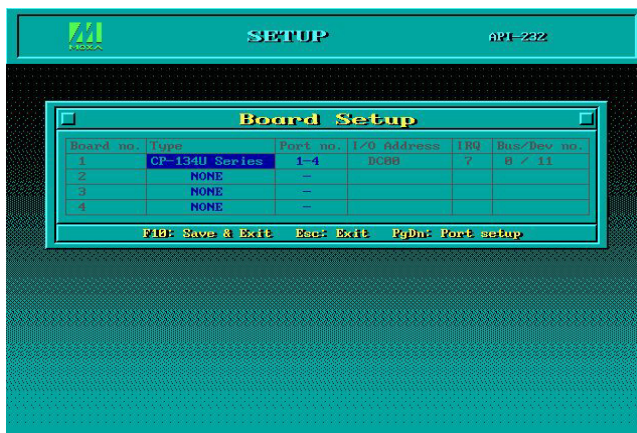 MOXA
SETUP
API-232
Board Setup
Board no. Type Port no. I/O Address IRQ Bus/Dev no.
1 CP-134U Series 1-4 DC00 7 0 / 11
2 NONE -
3 NONE -
4 NONE -
F10: Save & Exit Esc: Exit PgDn: Port setup